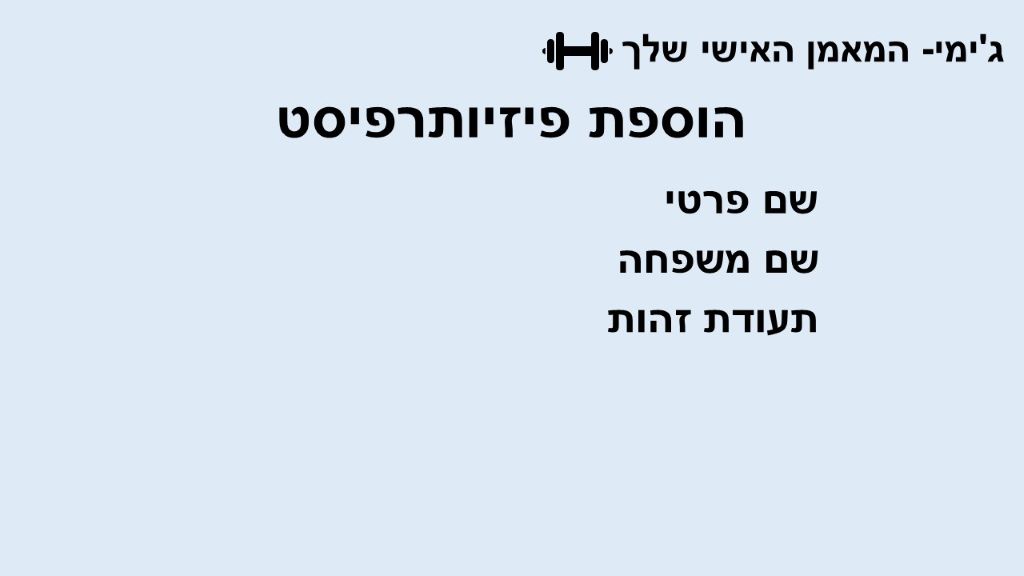 ג'ימי- המאמן האישי שלך
הוספת פיזיותרפיסט
שם פרטי
שם משפחה
תעודת זהות